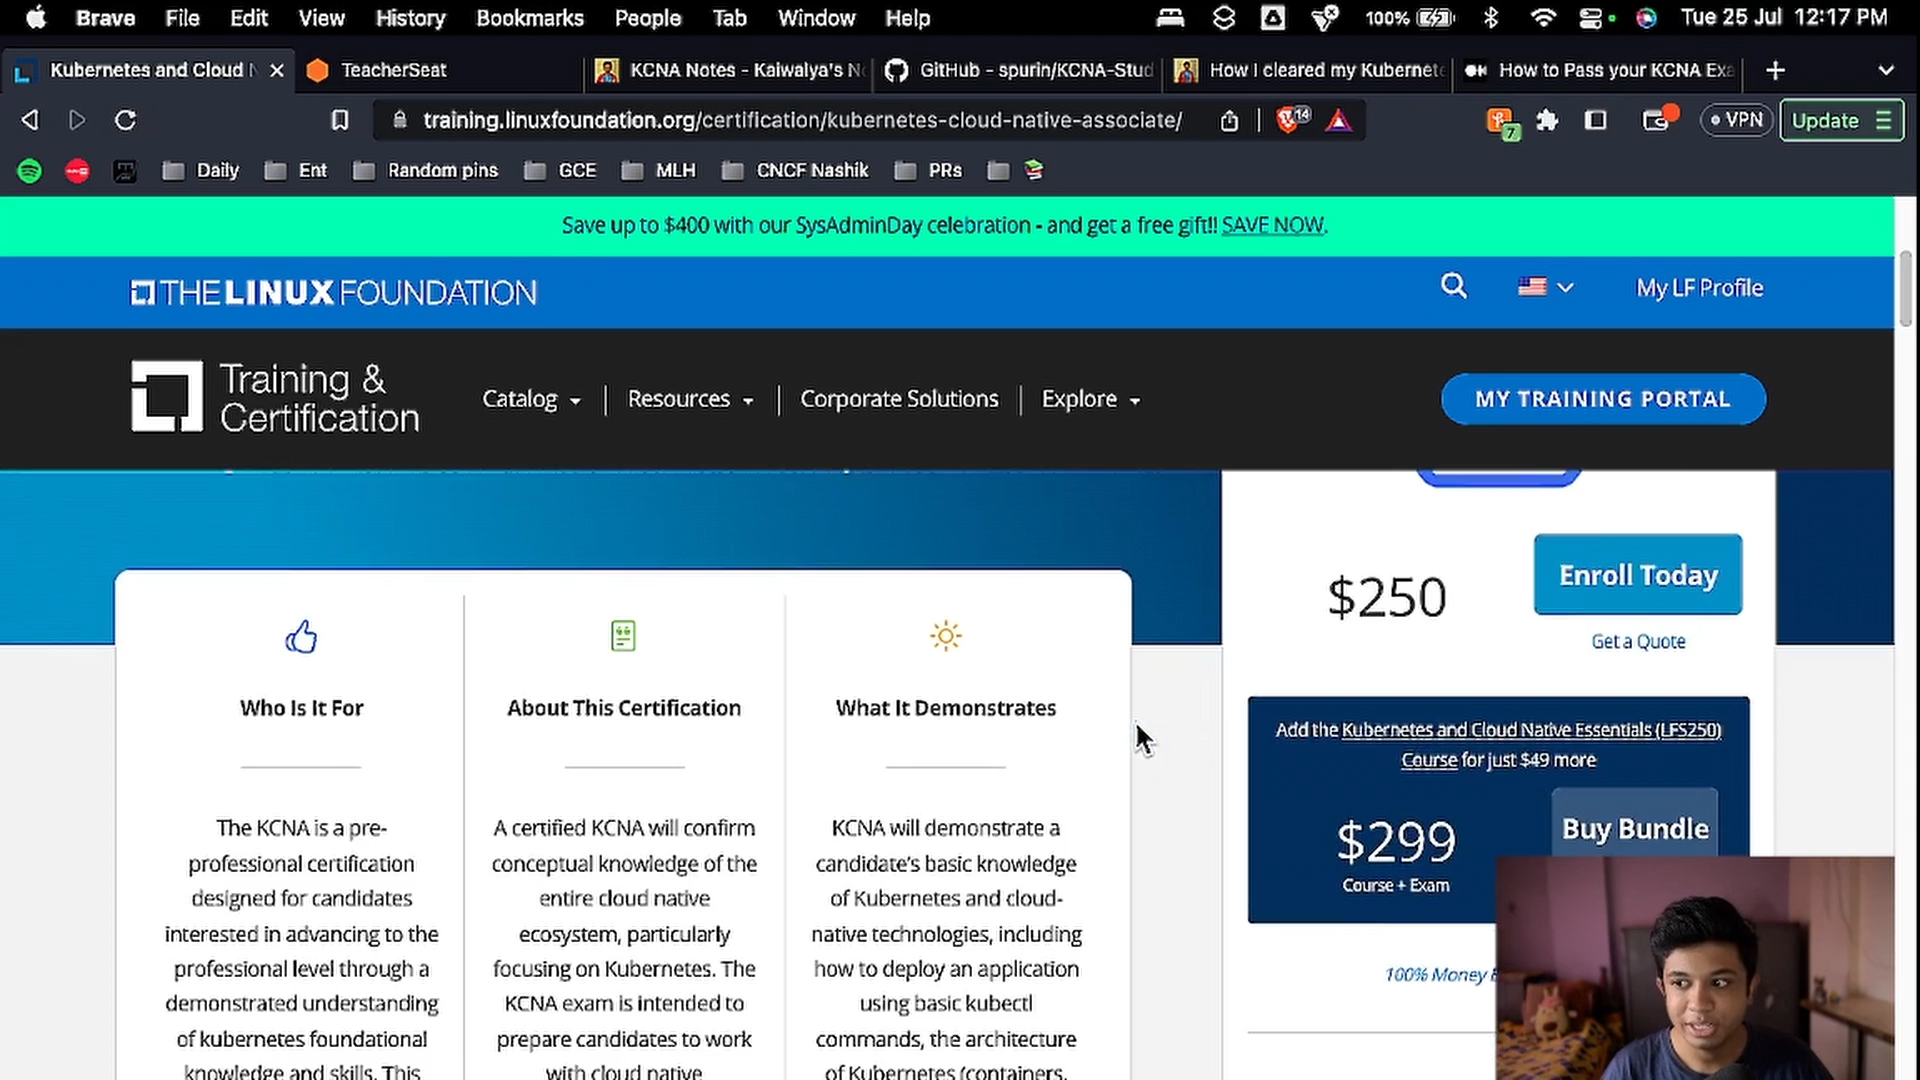 Brave File Edit View History Bookmarks People Tab Window Help 100% Tue 25 Jul 12:17 PM
Kubernetes and Cloud N TeacherSeat KCNA Notes - Kaiwalya's No GitHub - spurin/KCNA-Stud How I cleared my Kubernete How to Pass your KCNA Exa
training.linuxfoundation.org/certification/kubernetes-cloud-native-associate/ 14 7 VPN Update
Daily Ent Random pins GCE MLH CNCF Nashik PRs
Save up to $400 with our SysAdminDay celebration - and get a free gift!! SAVE NOW.
THE LINUX FOUNDATION My LF Profile
Training &
Certification
Catalog Resources Corporate Solutions Explore MY TRAINING PORTAL
$250 Enroll Today
Get a Quote
Add the Kubernetes and Cloud Native Essentials (LFS250)
Course for just $49 more
$299 Buy Bundle
Course + Exam
100% Money
Who Is It For
The KCNA is a pre-
professional certification
designed for candidates
interested in advancing to the
professional level through a
demonstrated understanding
of kubernetes foundational
knowledge and skills. This
About This Certification
A certified KCNA will confirm
conceptual knowledge of the
entire cloud native
ecosystem, particularly
focusing on Kubernetes. The
KCNA exam is intended to
prepare candidates to work
with cloud native
What It Demonstrates
KCNA will demonstrate a
candidate's basic knowledge
of Kubernetes and cloud-
native technologies, including
how to deploy an application
using basic kubectl
commands, the architecture
of Kubernetes (containers,